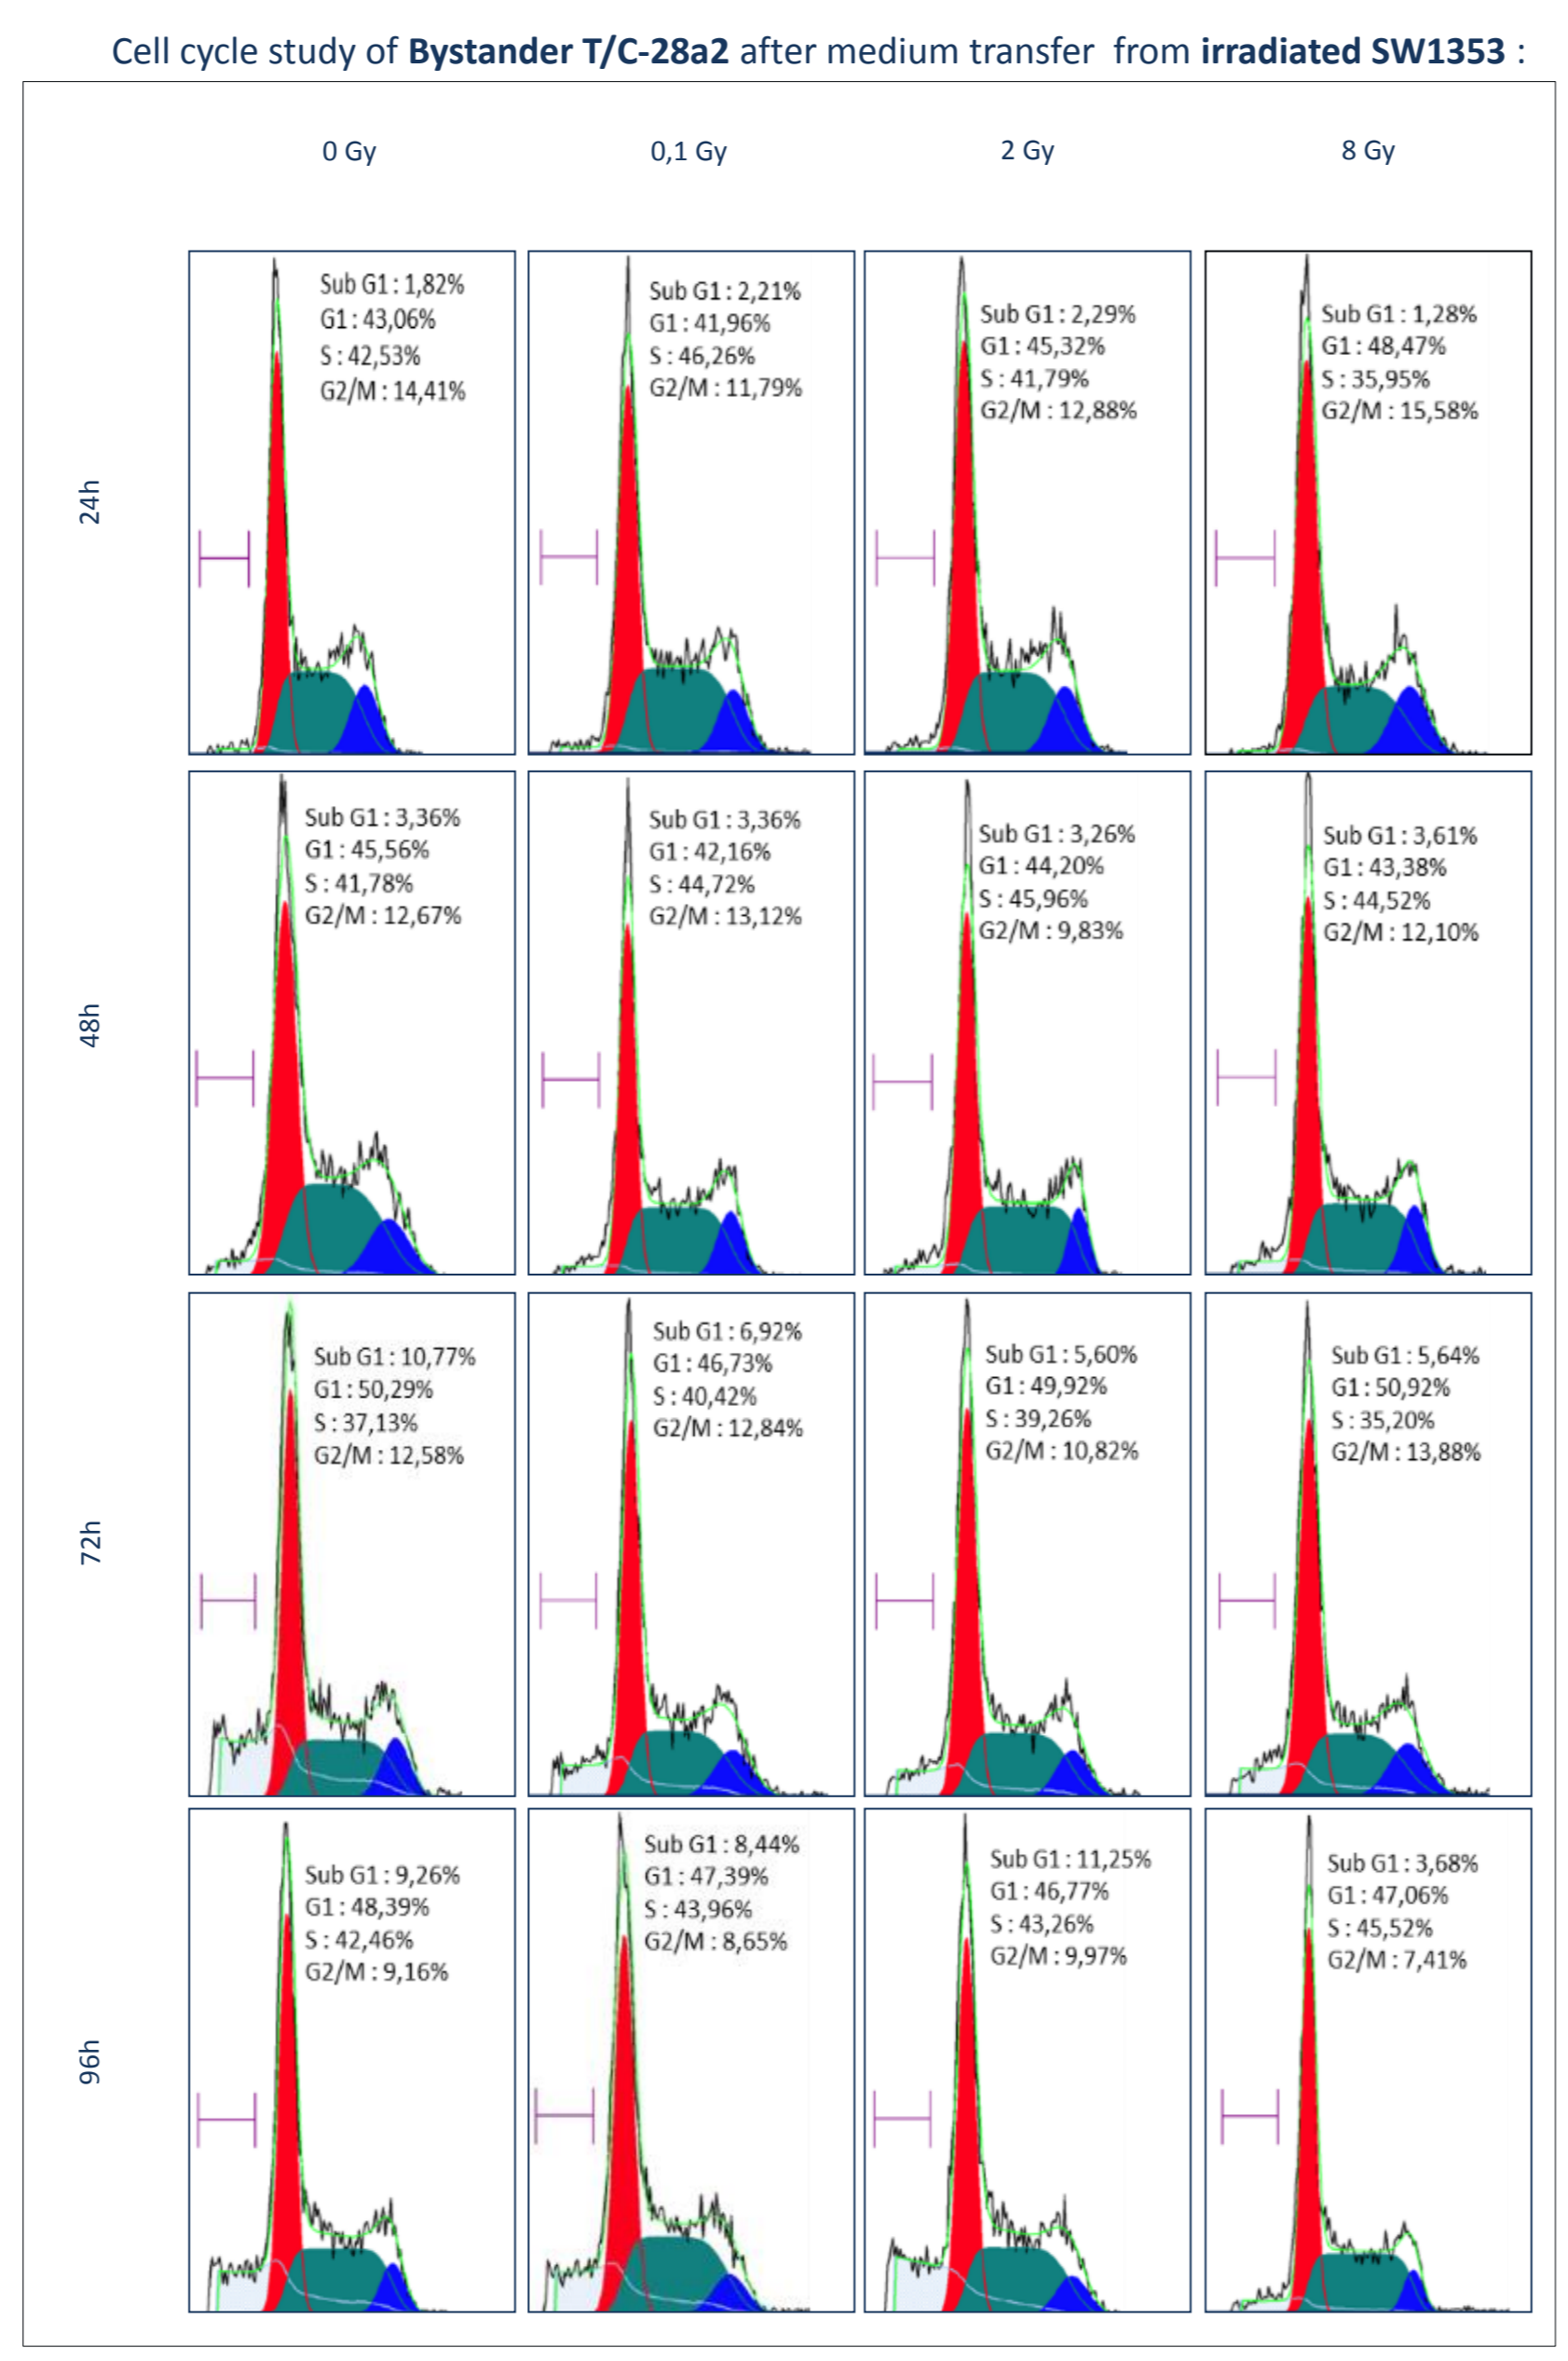 Cell cycle study of Bystander T/C-28a2 after medium transfer from irradiated SW1353 :
0 Gy
0,1 Gy
2 Gy
8 Gy
24h
Sub G1 : 1,82%
G1 : 43,06%
S : 42,53%
G2/M : 14,41%
Sub G1 : 2,21%
G1 : 41,96%
S : 46,26%
G2/M : 11,79%
Sub G1 : 2,29%
G1 : 45,32%
S : 41,79%
G2/M : 12,88%
Sub G1 : 1,28%
G1 : 48,47%
S : 35,95%
G2/M : 15,58%
48h
Sub G1 : 3,36%
G1 : 45,56%
S : 41,78%
G2/M : 12,67%
Sub G1 : 3,36%
G1 : 42,16%
S : 44,72%
G2/M : 13,12%
Sub G1 : 3,26%
G1 : 44,20%
S : 45,96%
G2/M : 9,83%
Sub G1 : 3,61%
G1 : 43,38%
S : 44,52%
G2/M : 12,10%
72h
Sub G1 : 10,77%
G1 : 50,29%
S : 37,13%
G2/M : 12,58%
Sub G1 : 6,92%
G1 : 46,73%
S : 40,42%
G2/M : 12,84%
Sub G1 : 5,60%
G1 : 49,92%
S : 39,26%
G2/M : 10,82%
Sub G1 : 5,64%
G1 : 50,92%
S : 35,20%
G2/M : 13,88%
96h
Sub G1 : 9,26%
G1 : 48,39%
S : 42,46%
G2/M : 9,16%
Sub G1 : 8,44%
G1 : 47,39%
S : 43,96%
G2/M : 8,65%
Sub G1 : 11,25%
G1 : 46,77%
S : 43,26%
G2/M : 9,97%
Sub G1 : 3,68%
G1 : 47,06%
S : 45,52%
G2/M : 7,41%